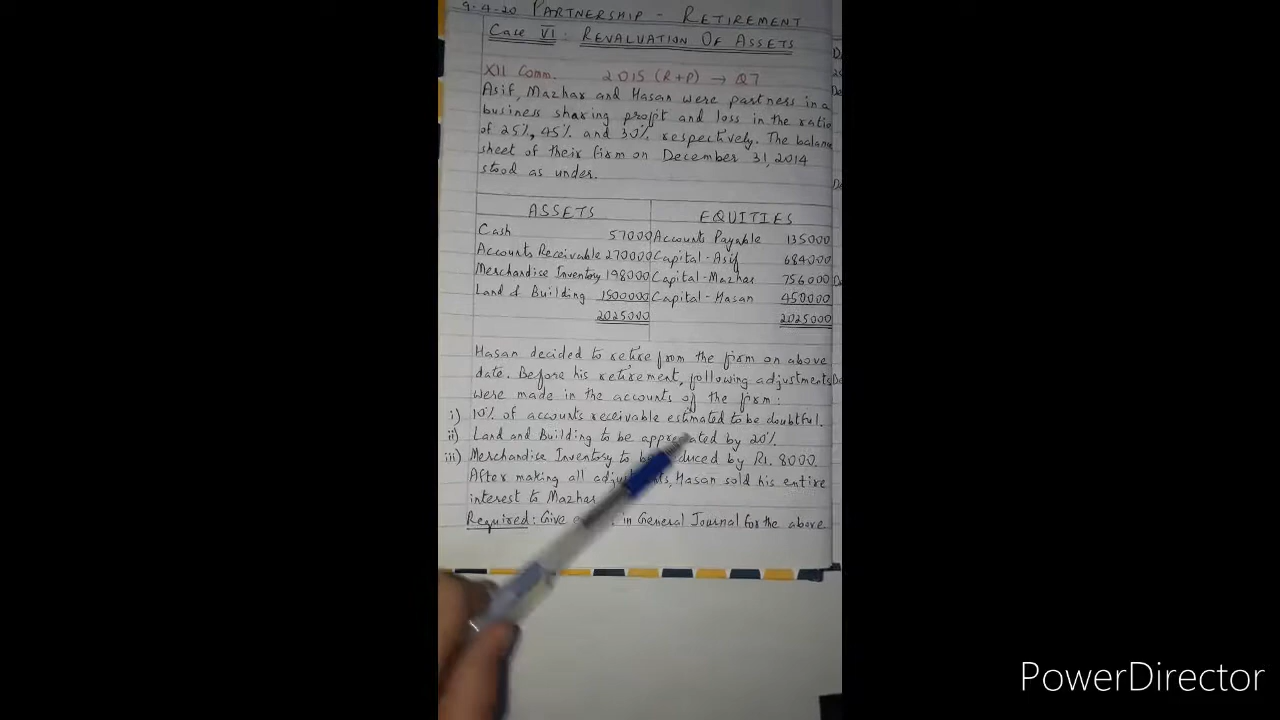 9-4-20 PARTNERSHIP - RETIREMENT
Case VI : REVALUATION OF ASSETS
XII Comm. 2015 (R+P) → Q7
Asif, Mazhar and Hasan were partners in a
business sharing profit and loss in the ratio
of 25%, 45% and 30% respectively. The balance
sheet of their firm on December 31, 2014
stood as under.
ASSETS EQUITIES
Cash 57000 Accounts Payable 135000
Accounts Receivable 270000 Capital-Asif 684000
Merchandice Inventory 198000 Capital-Mazhar 756000
Land & Building 1500000 Capital-Hasan 450000
2025000 2025000
Hasan decided to retire from the firm on above
date. Before his retirement, following adjustments
were made in the accounts of the firm:
i) 10% of accounts receivable estimated to be doubtful.
ii) Land and Building to be appreciated by 20%.
iii) Merchandice Inventory to be reduced by Rs. 8000.
After making all Hasan sold his entire
interest to Mazhar
Required: Give in General Journal for the above
PowerDirector